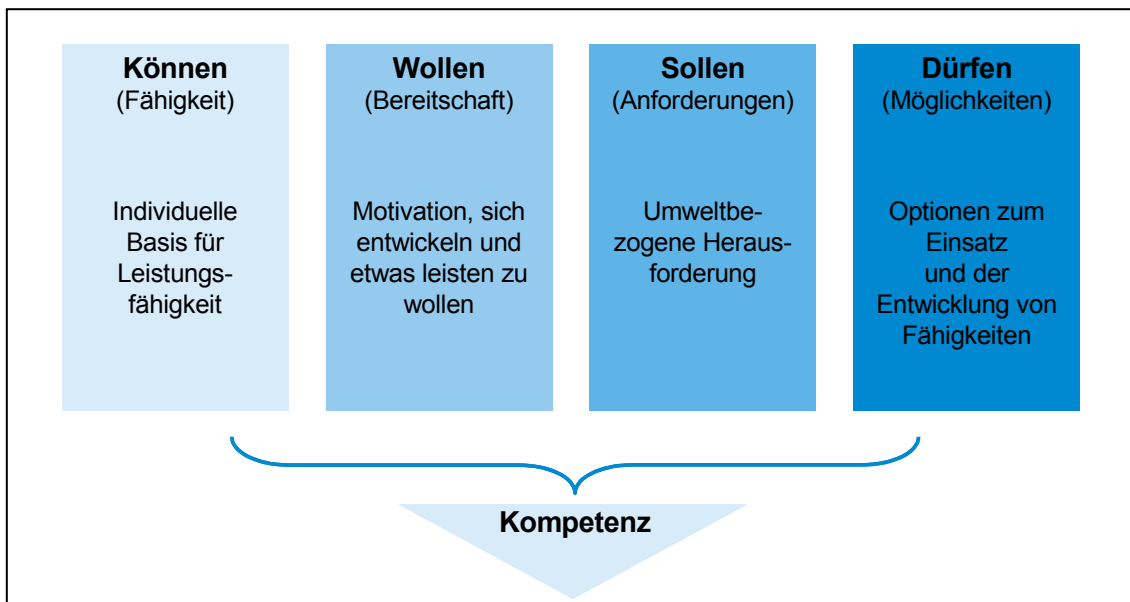 Können
(Fähigkeit)
Individuelle
Basis für
Leistungs-
fähigkeit
Wollen
(Bereitschaft)
Motivation, sich
entwickeln und
etwas leisten zu
wollen
Sollen
(Anforderungen)
Umweltbe-
zogene Heraus-
forderung
Dürfen
(Möglichkeiten)
Optionen zum
Einsatz
und der
Entwicklung von
Fähigkeiten
Kompetenz